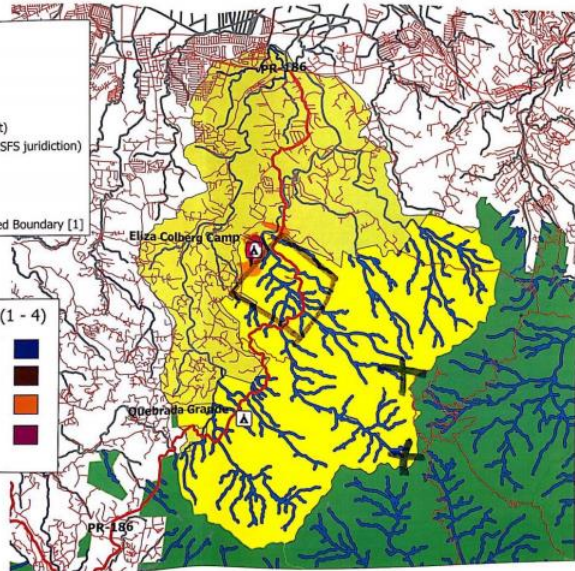 PR-186
t)
SFS juridiction)
ed Boundary [1]
Eliza Colberg Camp
(1 - 4)
Quebrada Grande
PR-186